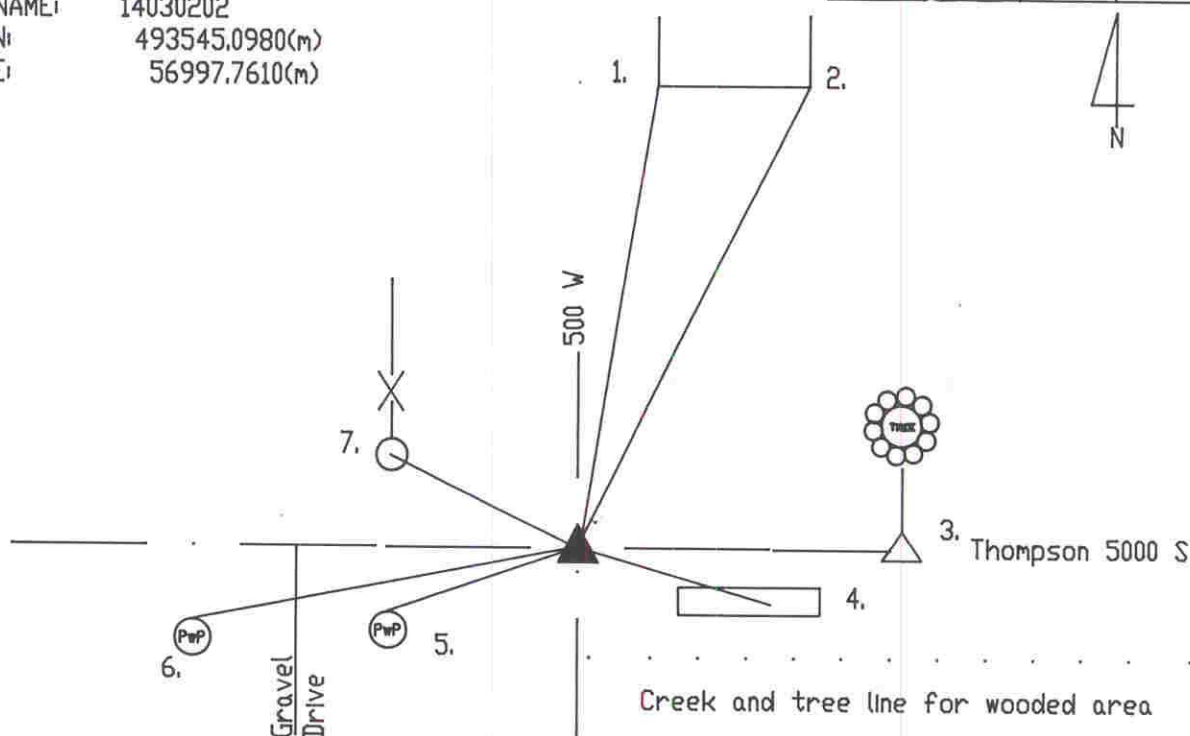 NAME: 14030202
N: 493545.0980(m)
E: 56997.7610(m)
1.
2.
N
500 W
TREE
7.
3.
Thompson 5000 S
4.
PwP
5.
PwP
6.
Gravel
Drive
Creek and tree line for wooded area